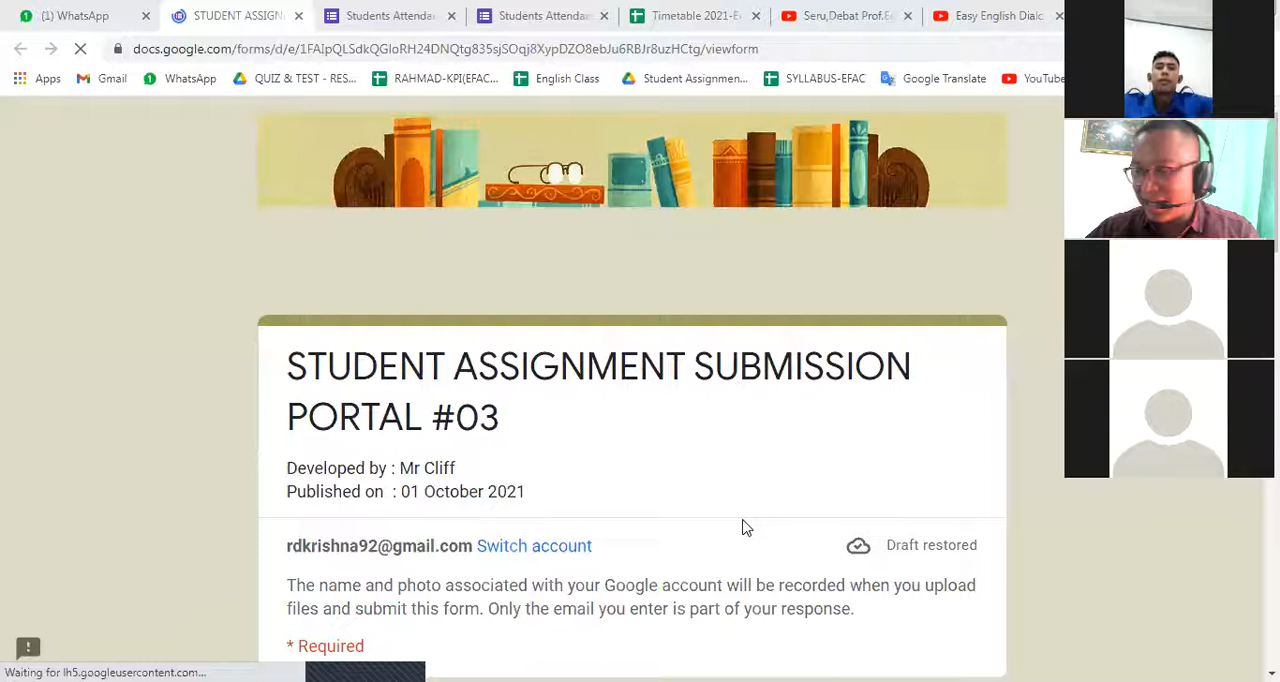 (1) WhatsApp
STUDENT ASSIGN
Students Attenda
Students Attendan
Timetable 2021-E
Seru,Debat Prof.E
Easy English Dialo
docs.google.com/forms/d/e/1FAIpQLSdkQGIoRH24DNQtg835sjSOqj8XypDZO8ebJu6RBJr8uzHCtg/viewform
Apps
Gmail
WhatsApp
QUIZ & TEST - RES...
RAHMAD-KPI(EFAC...
English Class
Student Assignmen...
SYLLABUS-EFAC
Google Translate
YouTube
STUDENT ASSIGNMENT SUBMISSION
PORTAL #03
Developed by : Mr Cliff
Published on : 01 October 2021
rdkrishna92@gmail.com Switch account
Draft restored
The name and photo associated with your Google account will be recorded when you upload
files and submit this form. Only the email you enter is part of your response.
* Required
Waiting for lh5.googleusercontent.com...